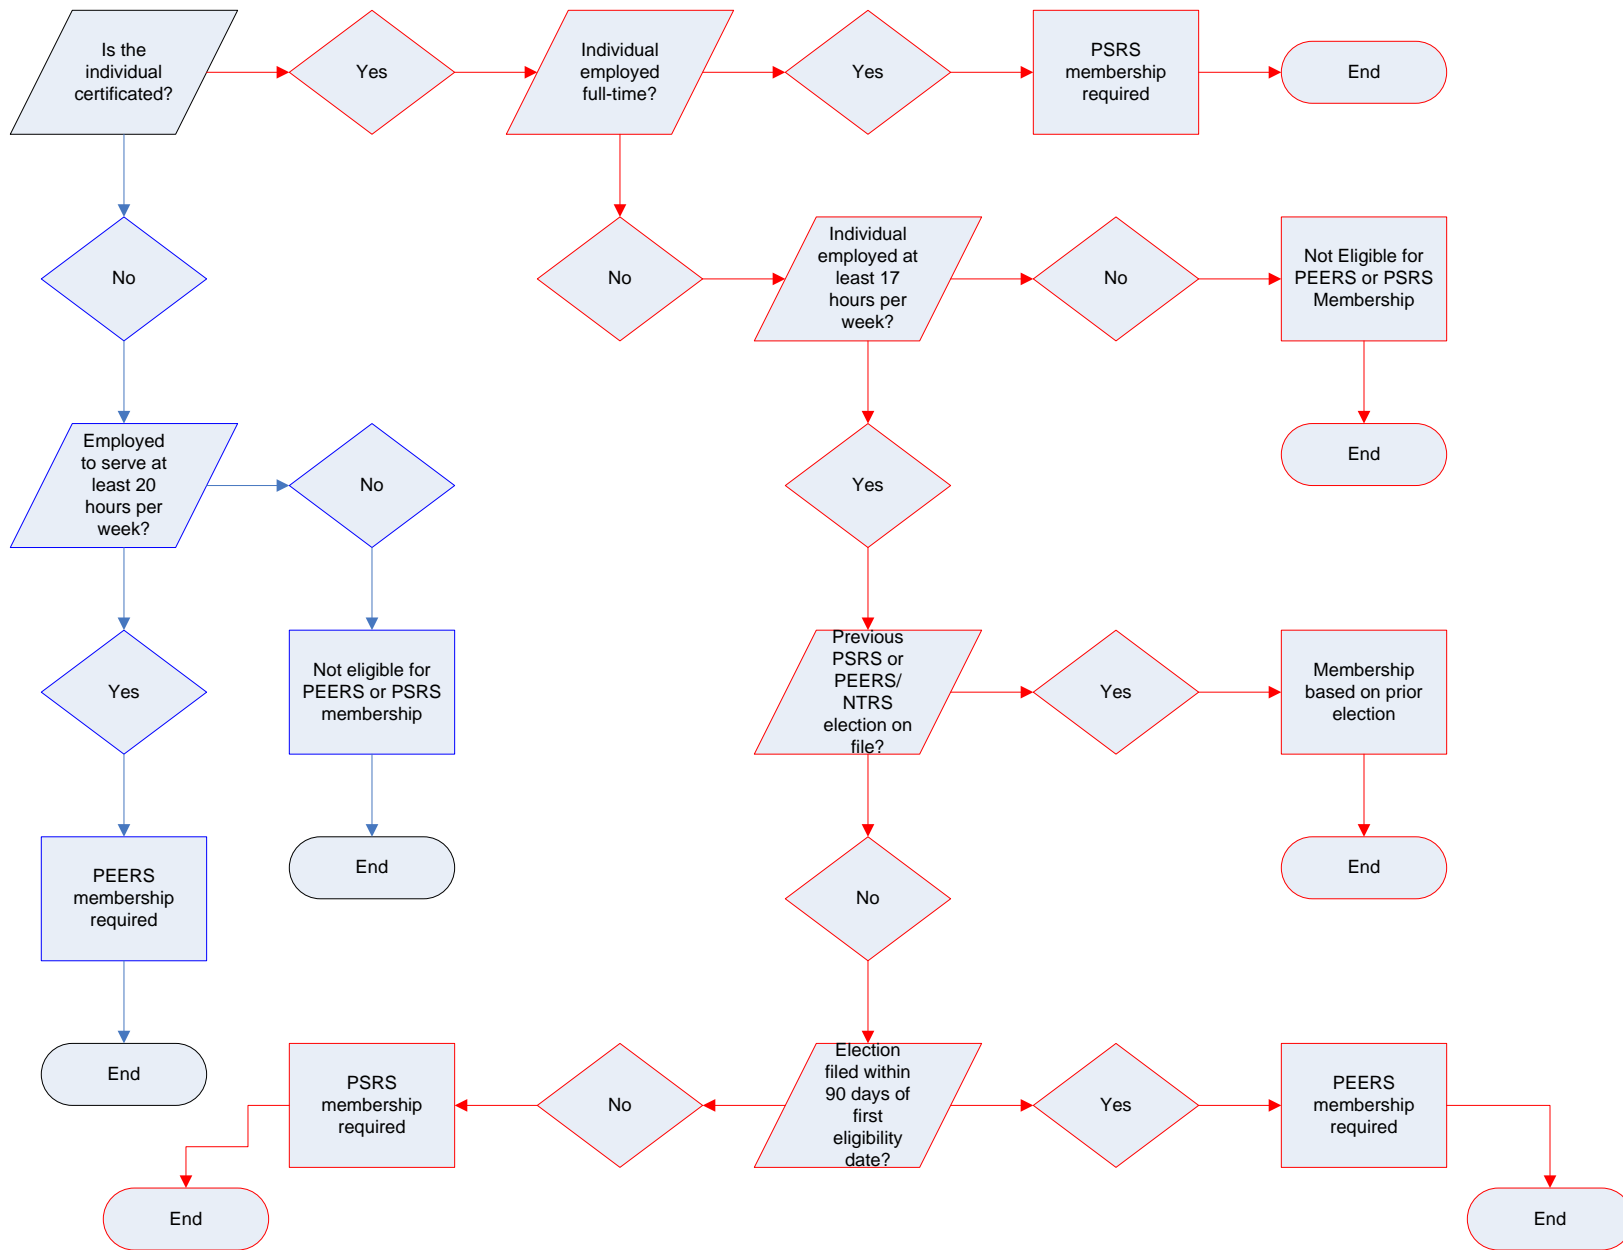 Is the
individual
certificated?
Yes
Individual
employed
full-time?
Yes
PSRS
membership
required
End
No
No
Individual
employed at
least 17
hours per
week?
No
Not Eligible for
PEERS or PSRS
Membership
Employed
to serve at
least 20
hours per
week?
No
Yes
End
Yes
Not eligible for
PEERS or PSRS
membership
Previous
PSRS or
PEERS/
NTRS
election on
file?
Yes
Membership
based on prior
election
PEERS
membership
required
End
No
End
End
PSRS
membership
required
No
Election
filed within
90 days of
first
eligibility
date?
Yes
PEERS
membership
required
End
End